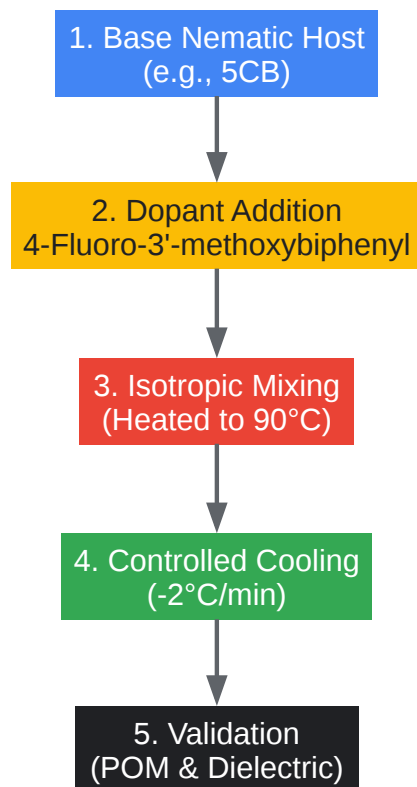 1. Base Nematic Host
(e.g., 5CB)
2. Dopant Addition
4-Fluoro-3'-methoxybiphenyl
3. Isotropic Mixing
(Heated to 90°C)
4. Controlled Cooling
(-2°C/min)
5. Validation
(POM & Dielectric)